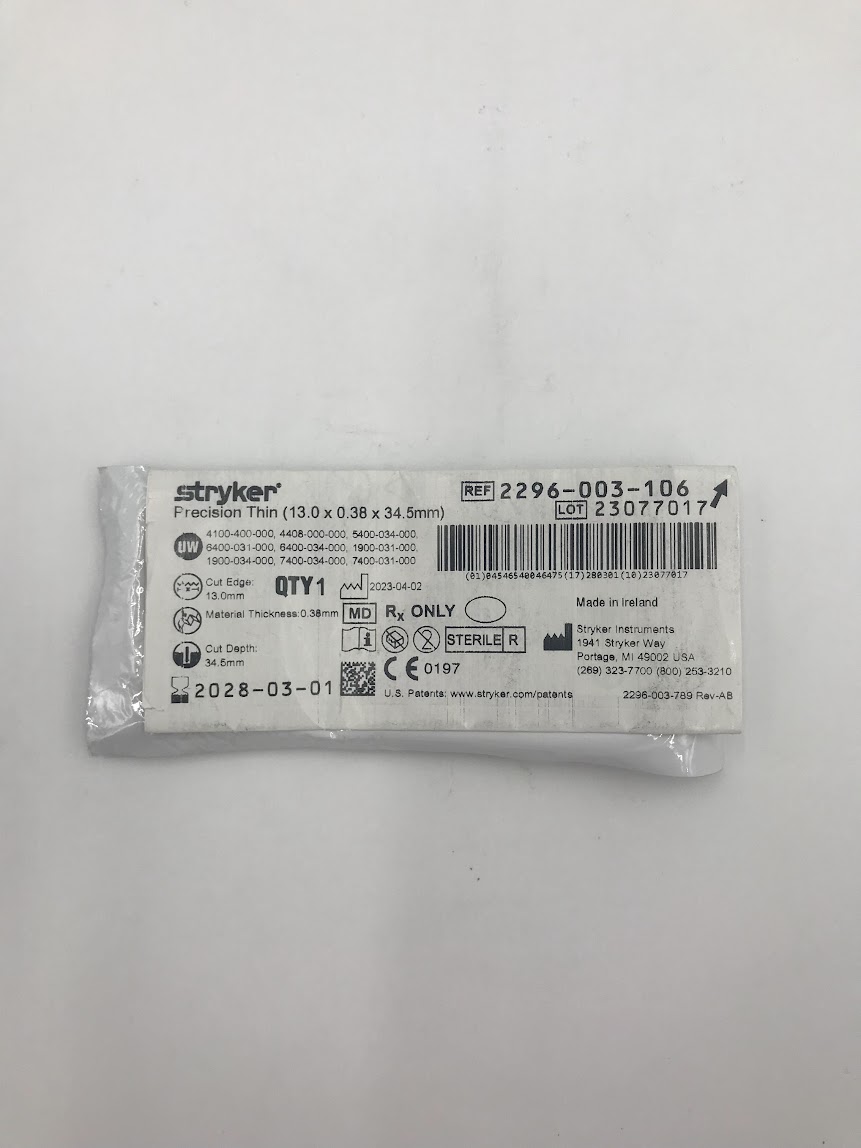 stryker
Precision Thin (13.0 x 0.38 x 34.5mm)
REF 2296-003-106
LOT 23077017
UW
4100-400-000, 4408-000-000, 5400-034-000,
6400-031-000, 6400-034-000, 1900-031-000,
1900-034-000, 7400-034-000, 7400-031-000
(01)04546540046475(17)280301(10)23077017
Cut Edge:
13.0mm
QTY 1
2023-04-02
Material Thickness:0.38mm
MD
Rx ONLY
Made in Ireland
Cut Depth:
34.5mm
STERILE R
Stryker Instruments
1941 Stryker Way
Portage, MI 49002 USA
(269) 323-7700 (800) 253-3210
2028-03-01
CE 0197
U.S. Patents: www.stryker.com/patents
2296-003-789 Rev-AB